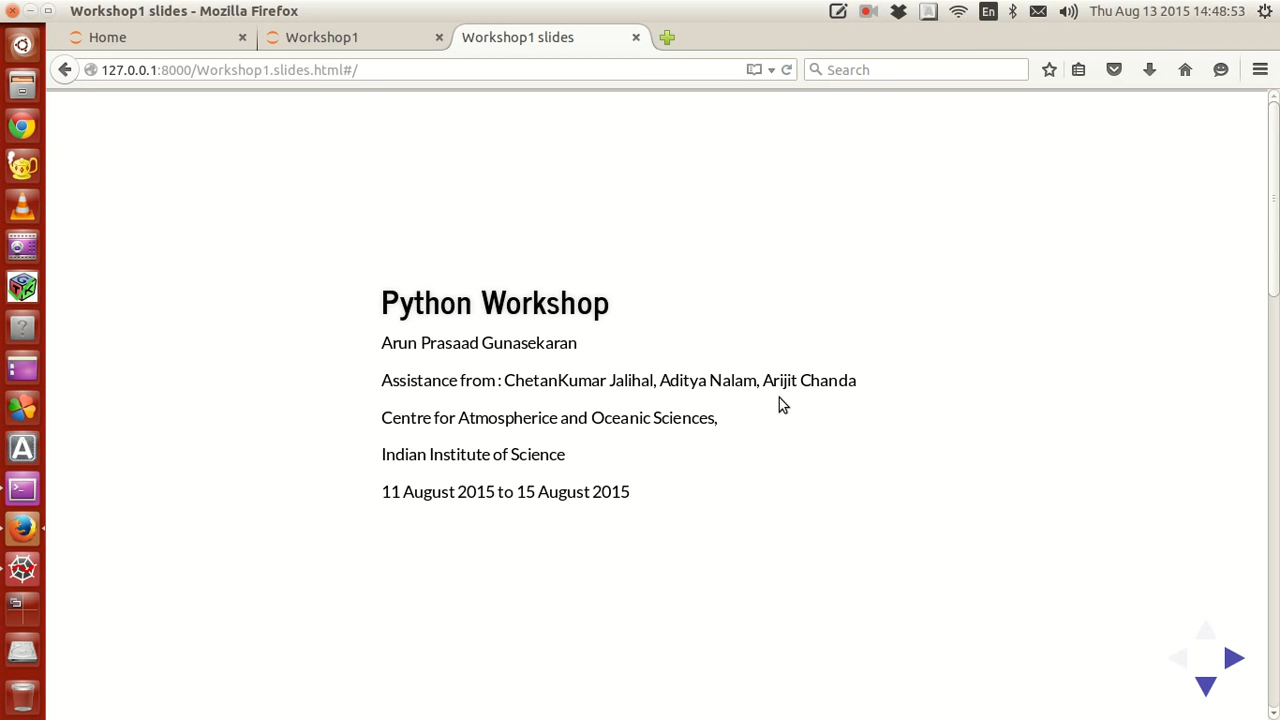 Workshop1 slides - Mozilla Firefox
En
Thu Aug 13 2015 14:48:53
Home
Workshop1
Workshop1 slides
127.0.0.1:8000/Workshop1.slides.html#/
Search
Python Workshop
Arun Prasaad Gunasekaran
Assistance from : ChetanKumar Jalihal, Aditya Nalam, Arijit Chanda
Centre for Atmospherice and Oceanic Sciences,
Indian Institute of Science
11 August 2015 to 15 August 2015